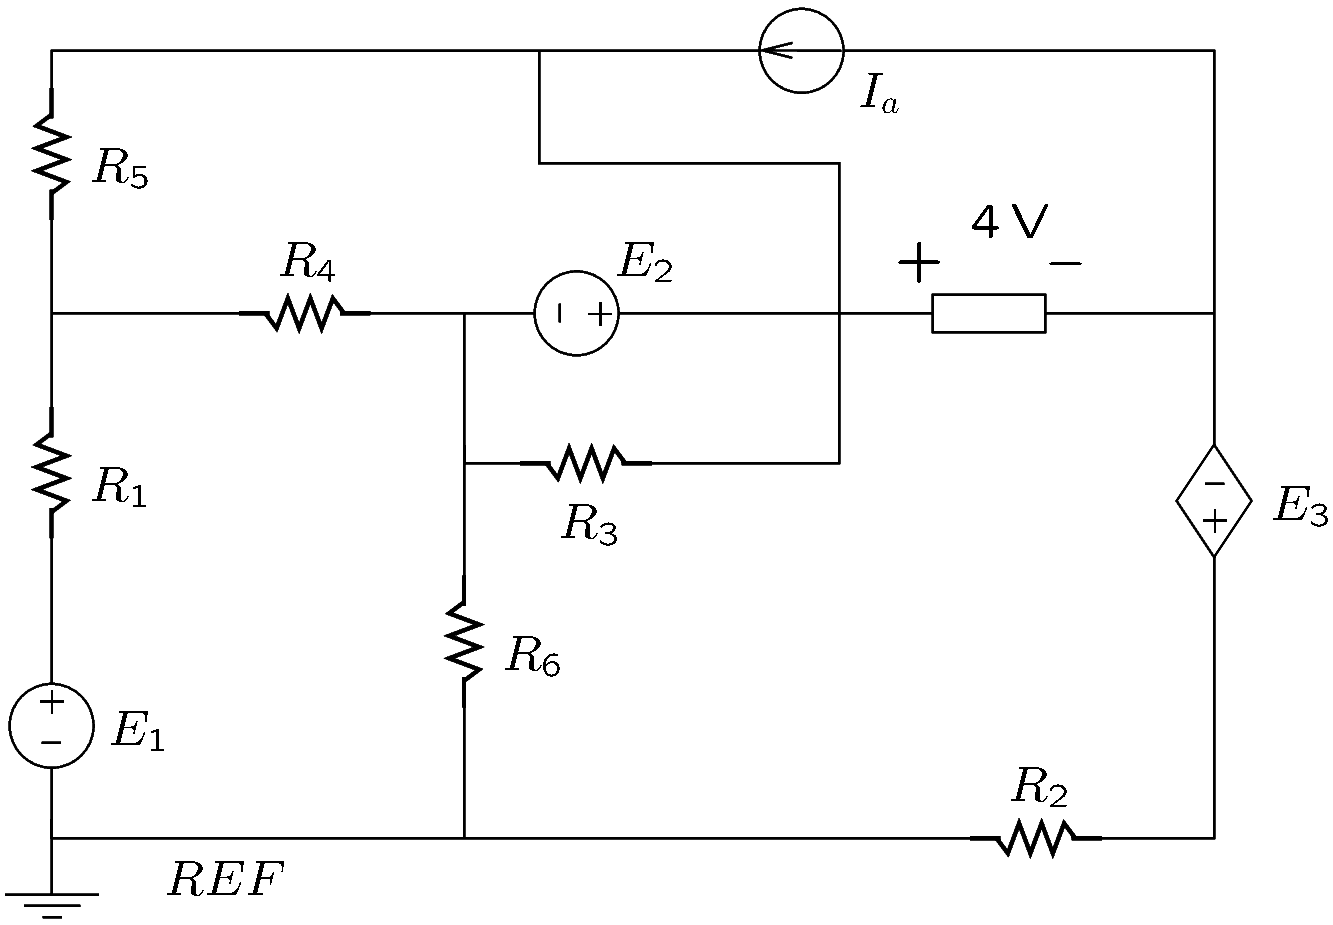 I_a
R_5
4 V
+ −
R_4
E_2
− +
R_1
R_3
−
+
E_3
R_6
+
−
E_1
R_2
REF